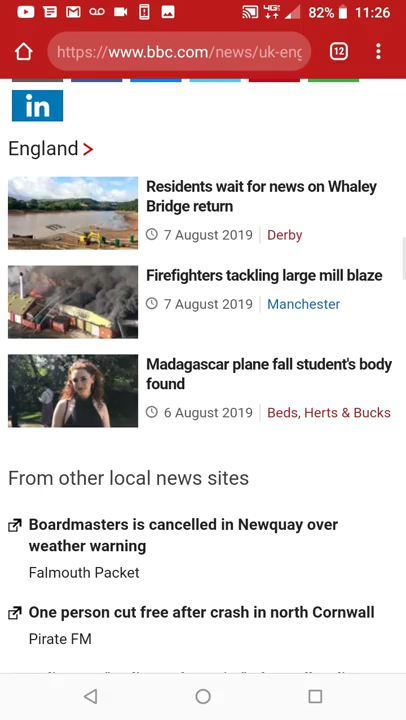 82% 11:26
https://www.bbc.com/news/uk-eng
12
in
England >
Residents wait for news on Whaley
Bridge return
7 August 2019 | Derby
Firefighters tackling large mill blaze
7 August 2019 | Manchester
Madagascar plane fall student's body
found
6 August 2019 | Beds, Herts & Bucks
From other local news sites
Boardmasters is cancelled in Newquay over
weather warning
Falmouth Packet
One person cut free after crash in north Cornwall
Pirate FM